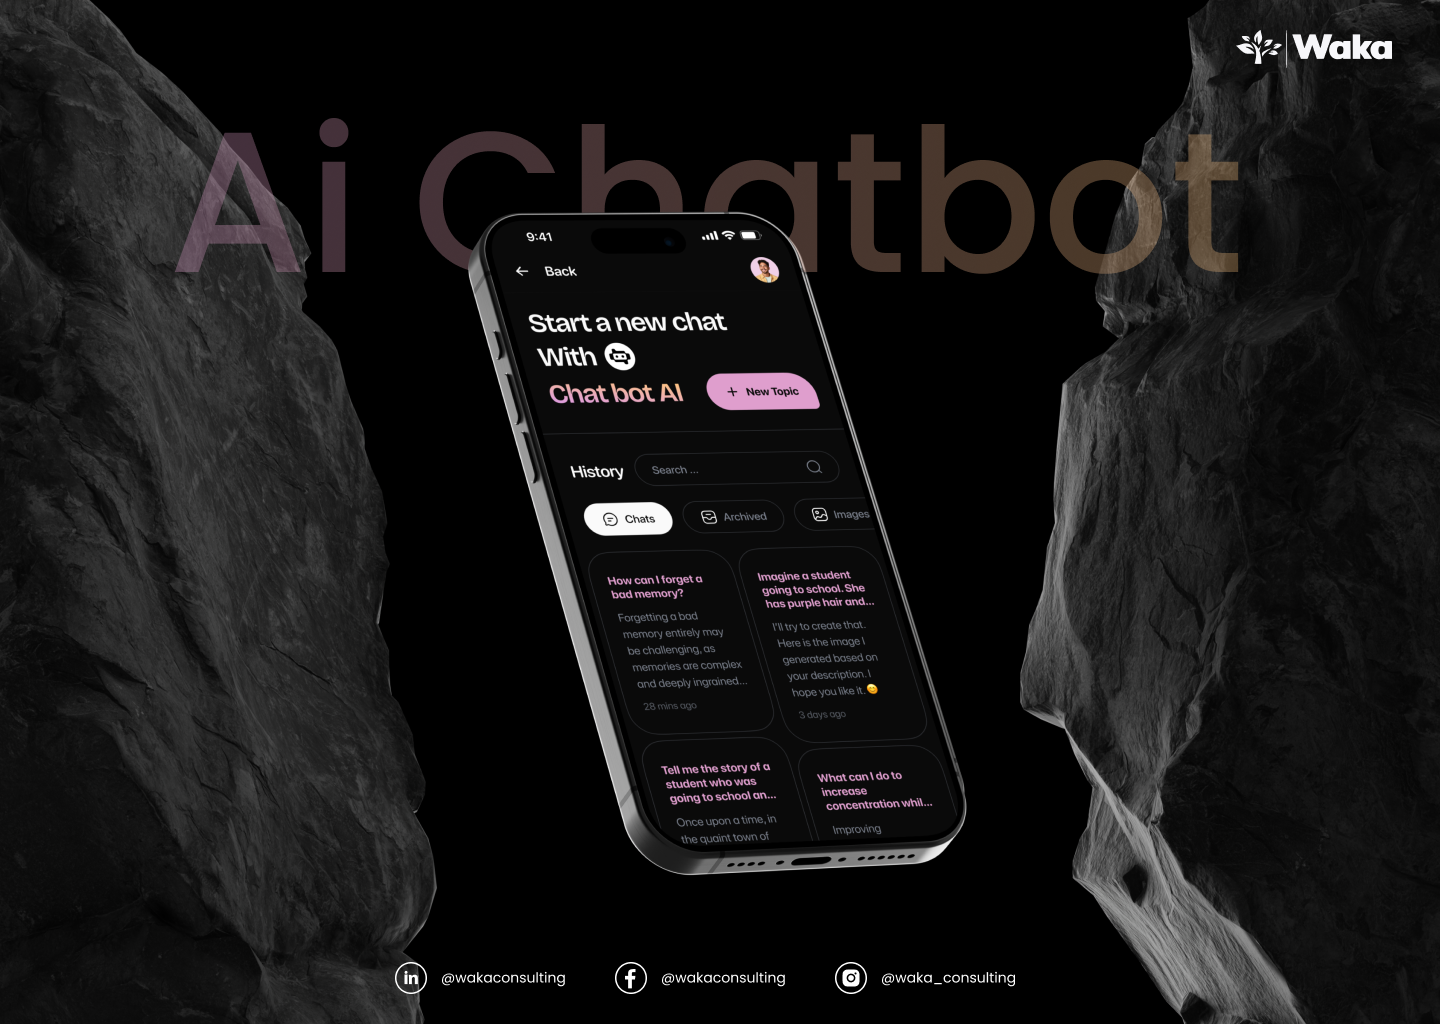 Waka
Ai Chatbot
9:41
Back
Start a new chat
With
Chat bot AI
+ New Topic
History
Search ...
Chats
Archived
Images
How can I forget a
bad memory?
Forgetting a bad
memory entirely may
be challenging, as
memories are complex
and deeply ingrained...
28 mins ago
Imagine a student
going to school. She
has purple hair and...
I'll try to create that.
Here is the image I
generated based on
your description. I
hope you like it. 😊
3 days ago
Tell me the story of a
student who was
going to school an...
Once upon a time, in
the quaint town of
What can I do to
increase
concentration whil...
Improving
@wakaconsulting
@wakaconsulting
@waka_consulting